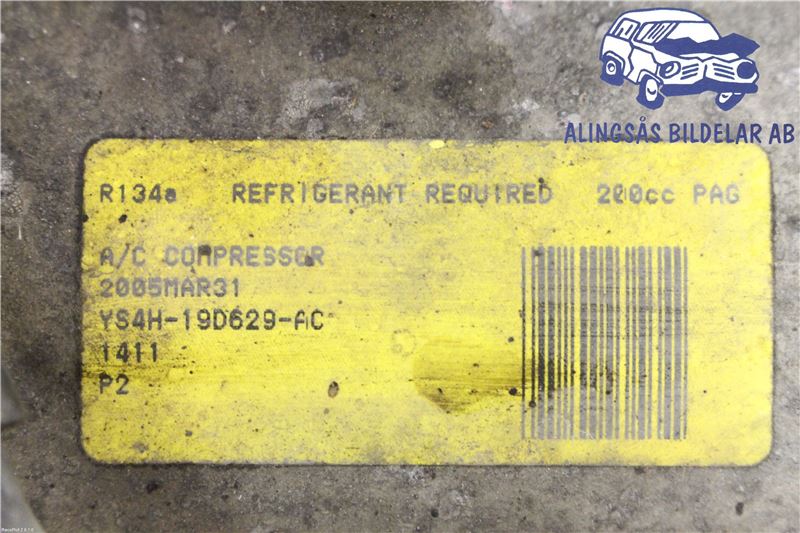 ALINGSÅS BILDELAR AB
R134a REFRIGERANT REQUIRED 200cc PAG
A/C COMPRESSOR
2005MAR31
YS4H-19D629-AC
1411
P2